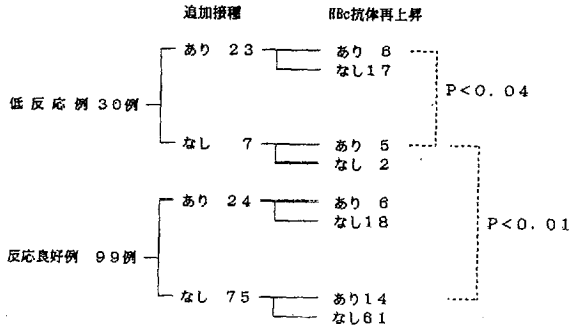 追加接種 HBc抗体再上昇
あり 23 あり 6
なし17
P<0.04
低反応例 30例
なし 7 あり 5
なし 2
あり 24 あり 6
なし18
P<0.01
反応良好例 99例
なし 75 あり14
なし61